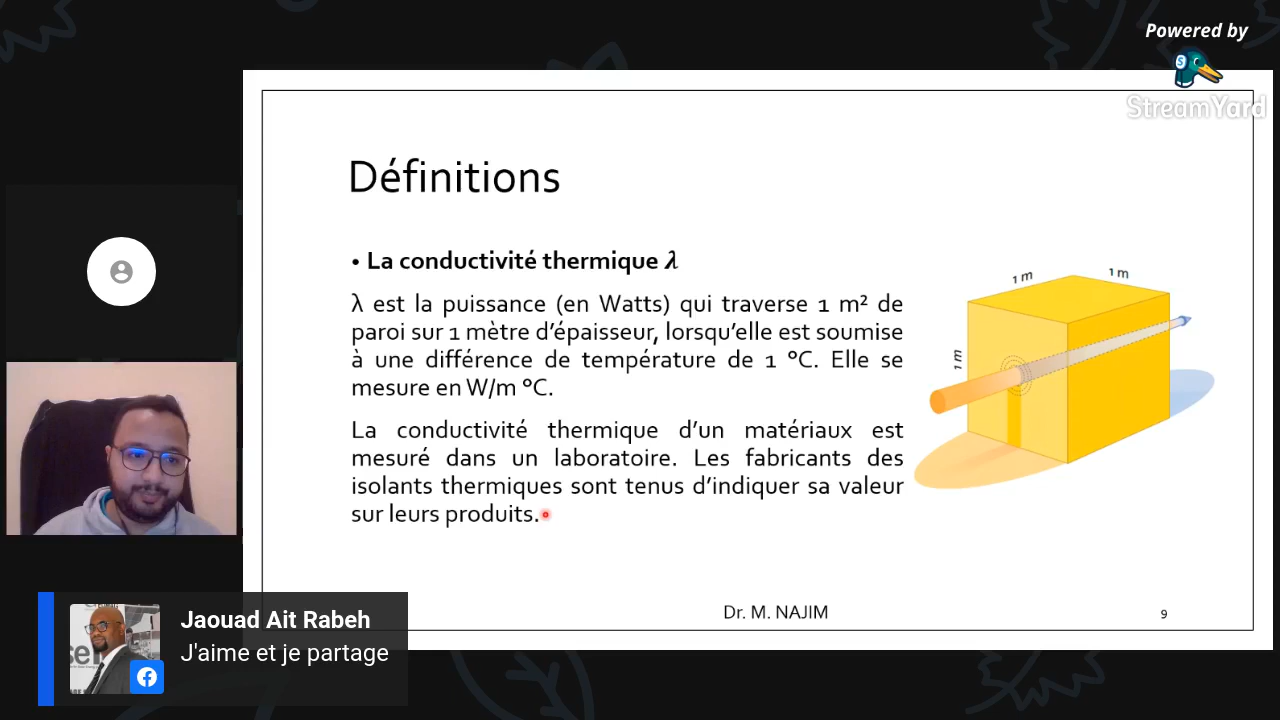 Powered by
StreamYard
Définitions
• La conductivité thermique λ
λ est la puissance (en Watts) qui traverse 1 m² de
paroi sur 1 mètre d'épaisseur, lorsqu'elle est soumise
à une différence de température de 1 °C. Elle se
mesure en W/m °C.
La conductivité thermique d'un matériaux est
mesuré dans un laboratoire. Les fabricants des
isolants thermiques sont tenus d'indiquer sa valeur
sur leurs produits.
1 m
1 m
1 m
Dr. M. NAJIM
9
Jaouad Ait Rabeh
J'aime et je partage